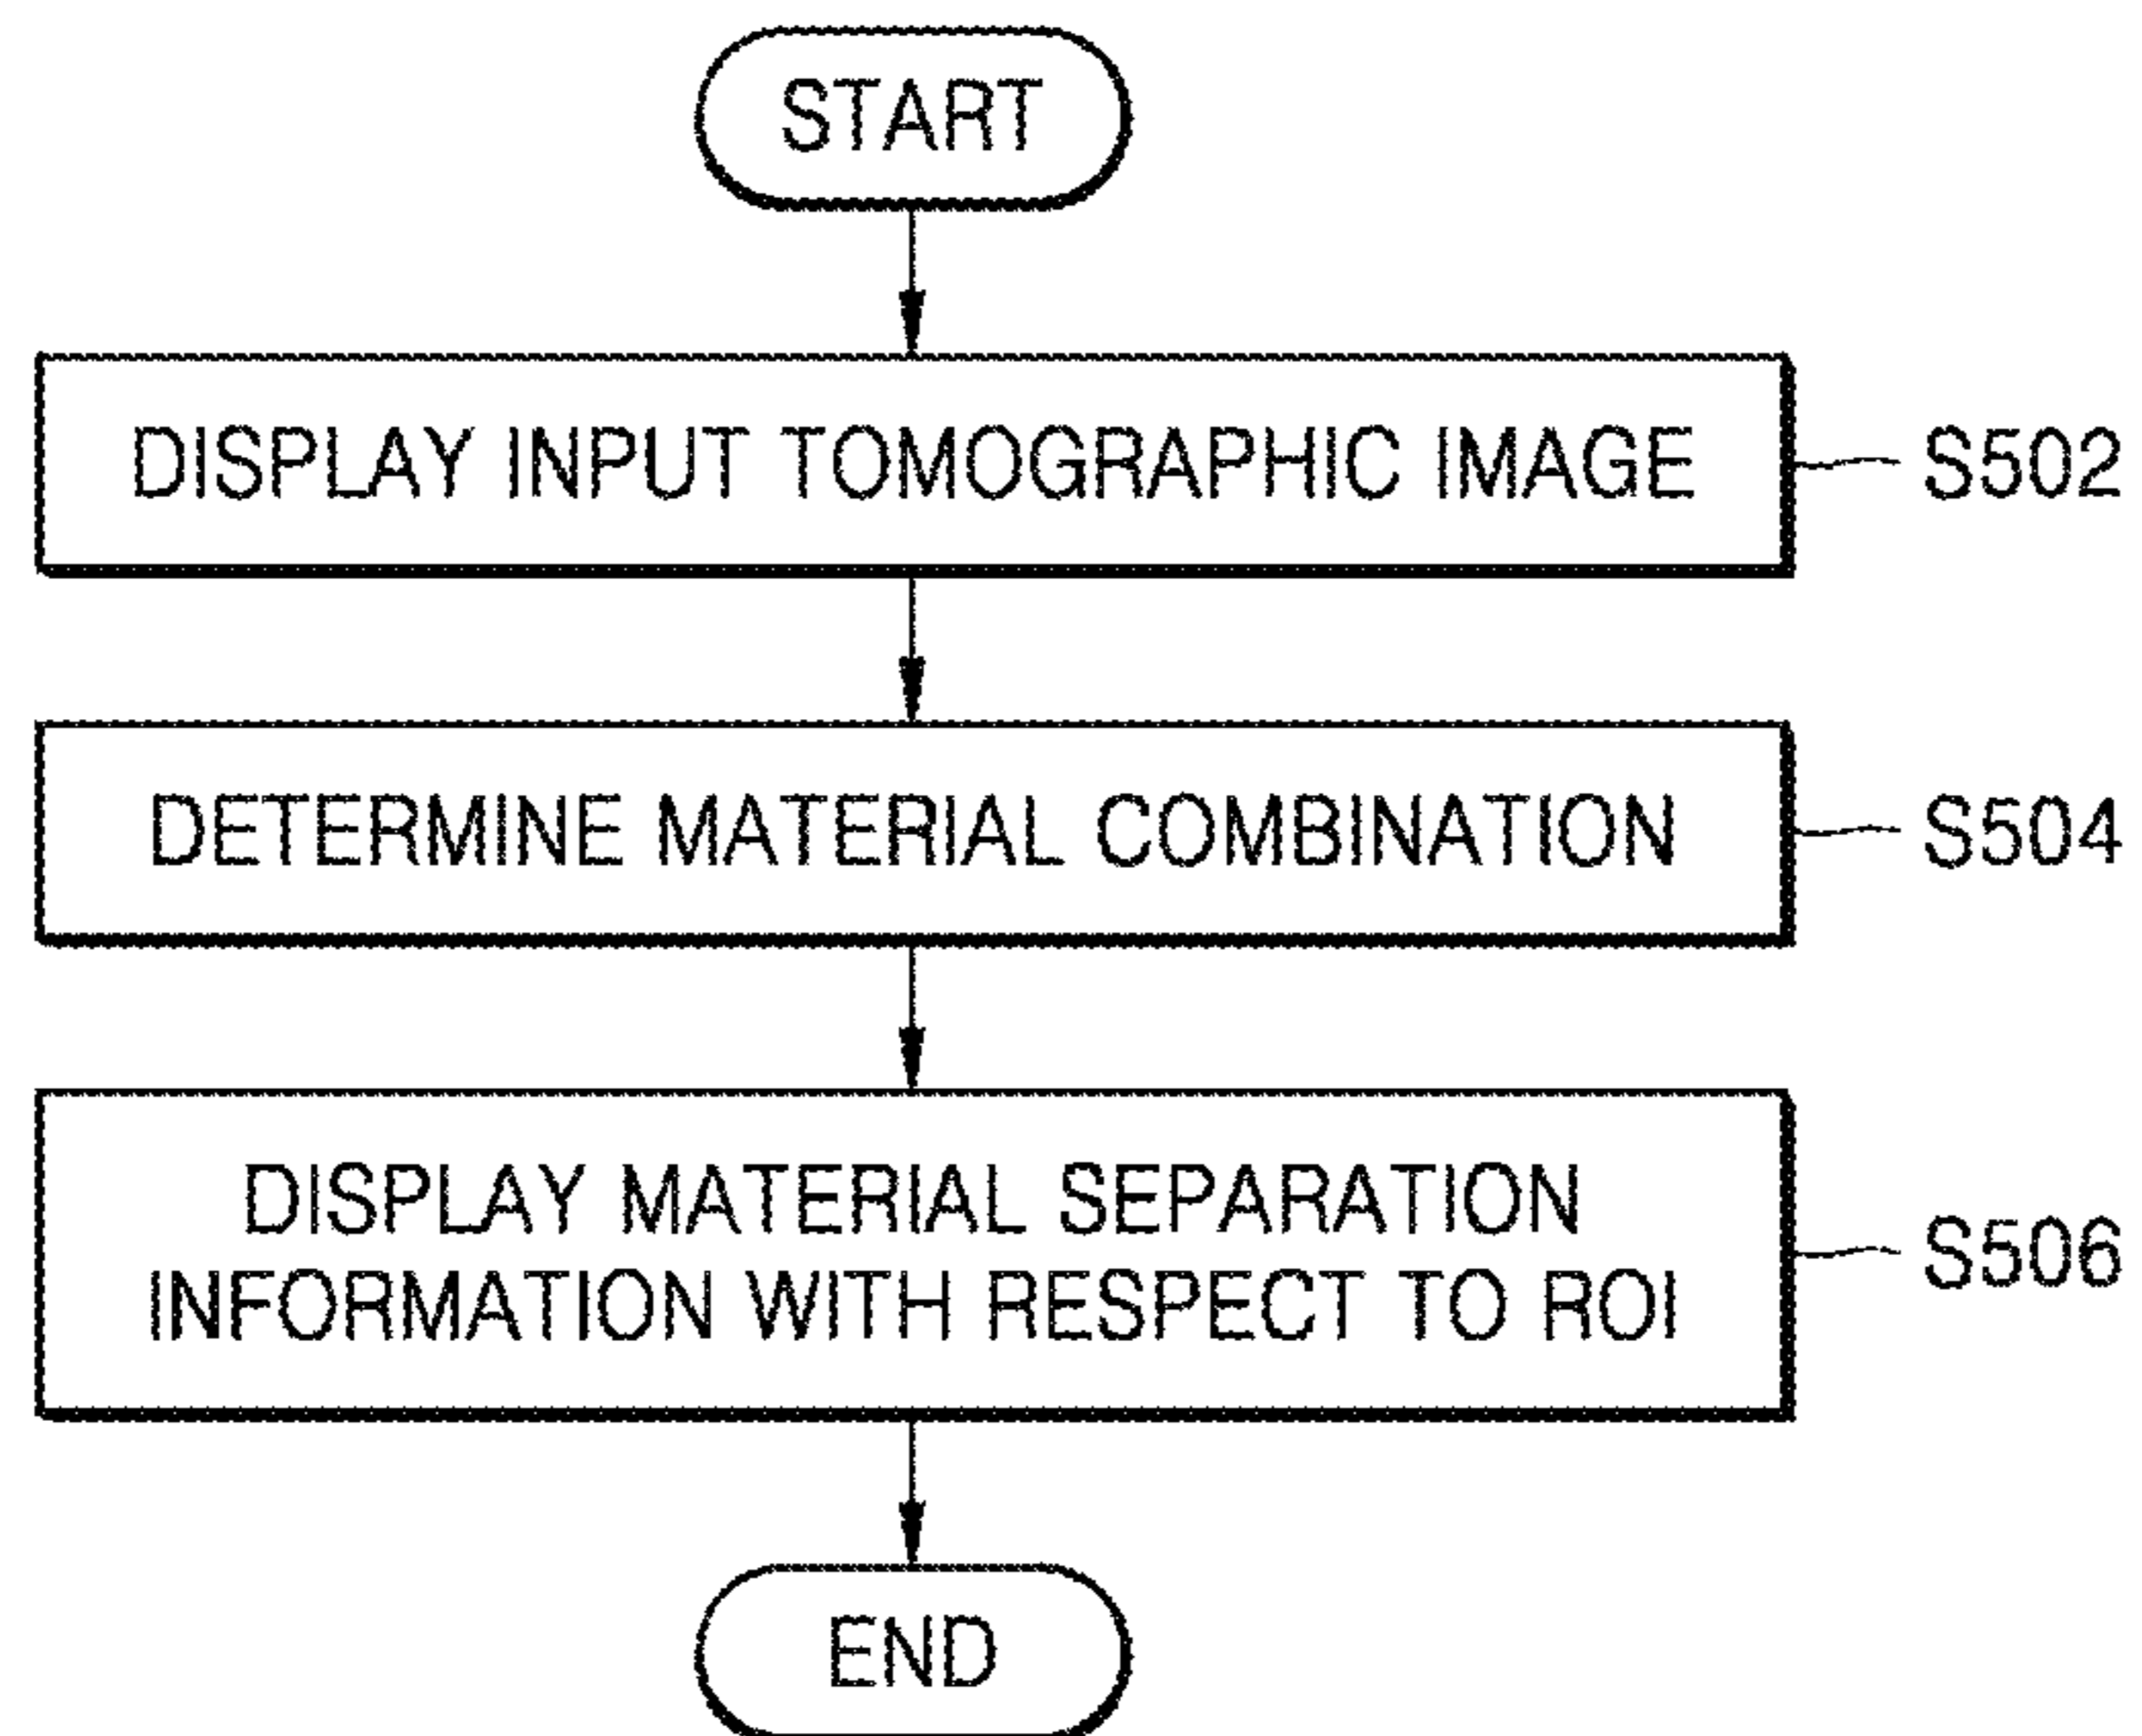 START
DISPLAY INPUT TOMOGRAPHIC IMAGE
S502
DETERMINE MATERIAL COMBINATION
S504
DISPLAY MATERIAL SEPARATION
INFORMATION WITH RESPECT TO ROI
S506
END